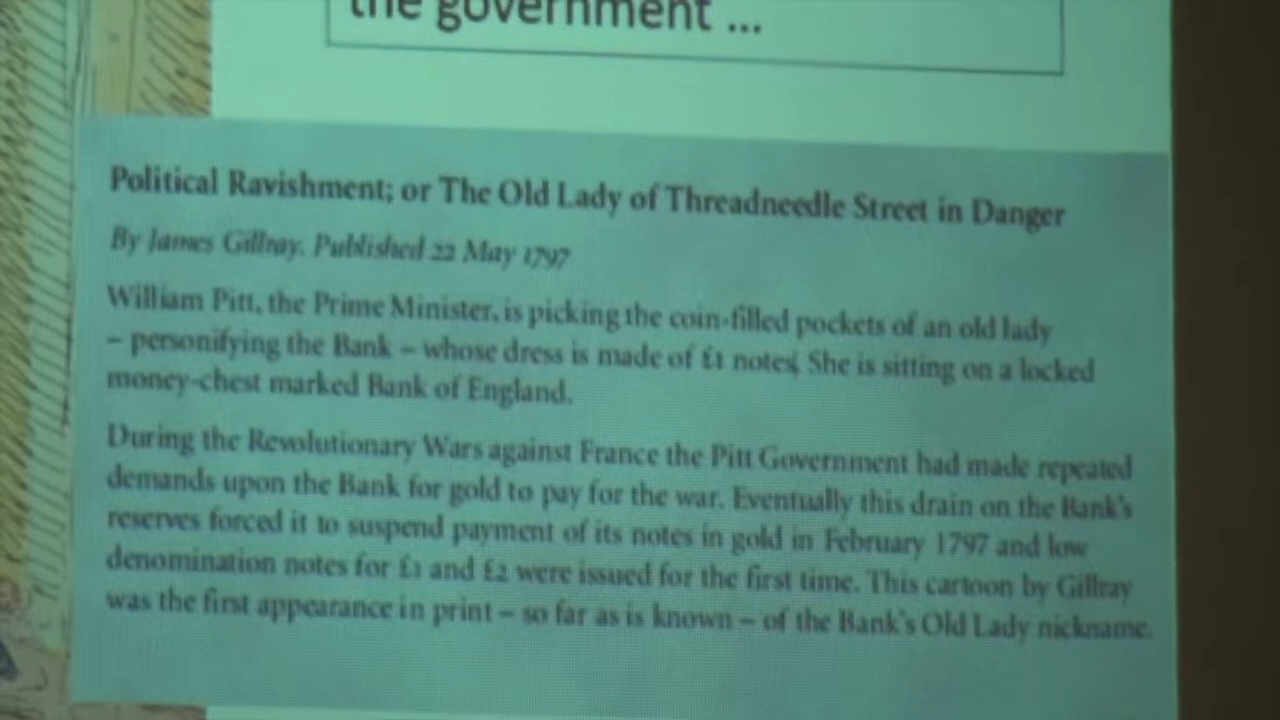 the government ...
Political Ravishment; or The Old Lady of Threadneedle Street in Danger
By James Gillray. Published 22 May 1797
William Pitt, the Prime Minister, is picking the coin-filled pockets of an old lady
– personifying the Bank – whose dress is made of £1 notes. She is sitting on a locked
money-chest marked Bank of England.
During the Revolutionary Wars against France the Pitt Government had made repeated
demands upon the Bank for gold to pay for the war. Eventually this drain on the Bank's
reserves forced it to suspend payment of its notes in gold in February 1797 and low
denomination notes for £1 and £2 were issued for the first time. This cartoon by Gillray
was the first appearance in print – so far as is known – of the Bank's Old Lady nickname.